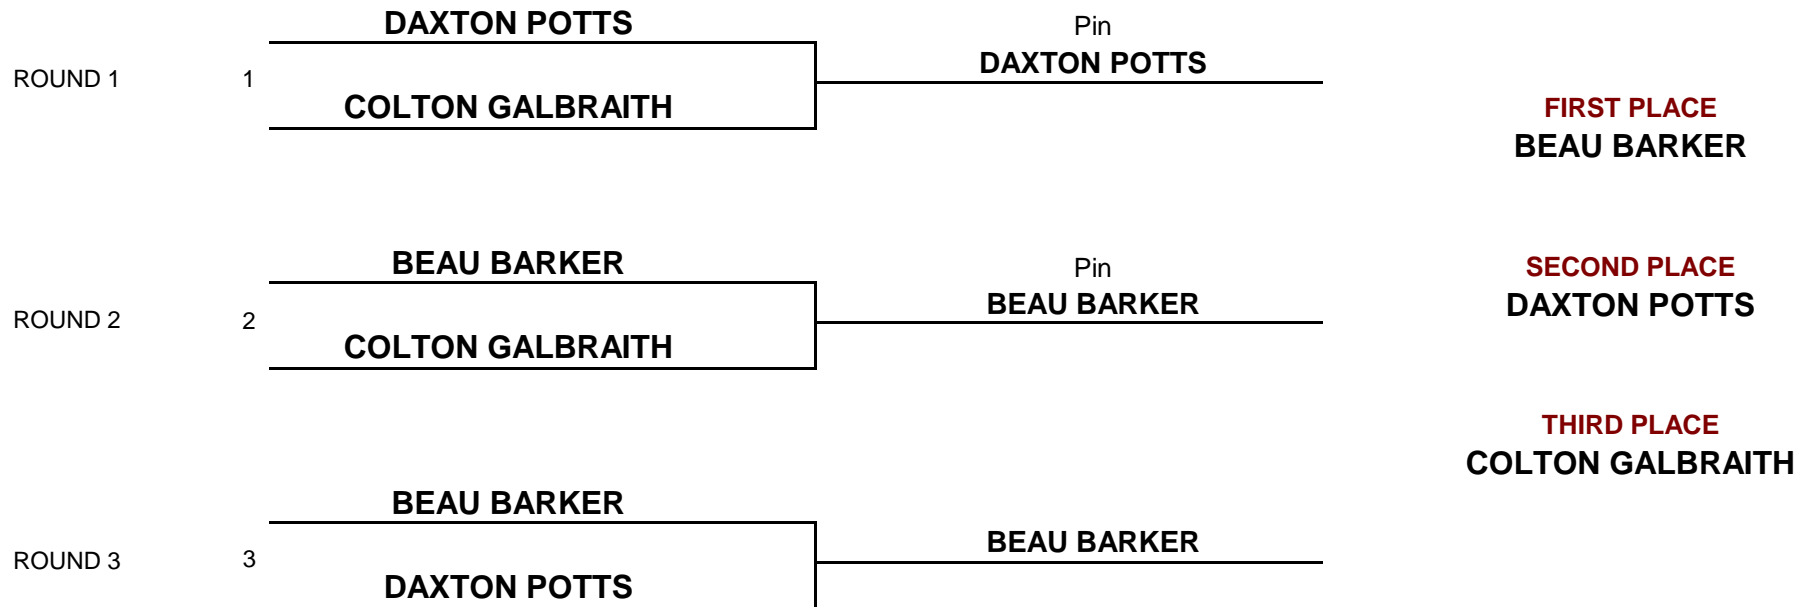 DAXTON POTTS
Pin
DAXTON POTTS
ROUND 1
1
COLTON GALBRAITH
FIRST PLACE
BEAU BARKER
BEAU BARKER
Pin
BEAU BARKER
SECOND PLACE
DAXTON POTTS
ROUND 2
2
COLTON GALBRAITH
THIRD PLACE
COLTON GALBRAITH
BEAU BARKER
BEAU BARKER
ROUND 3
3
DAXTON POTTS